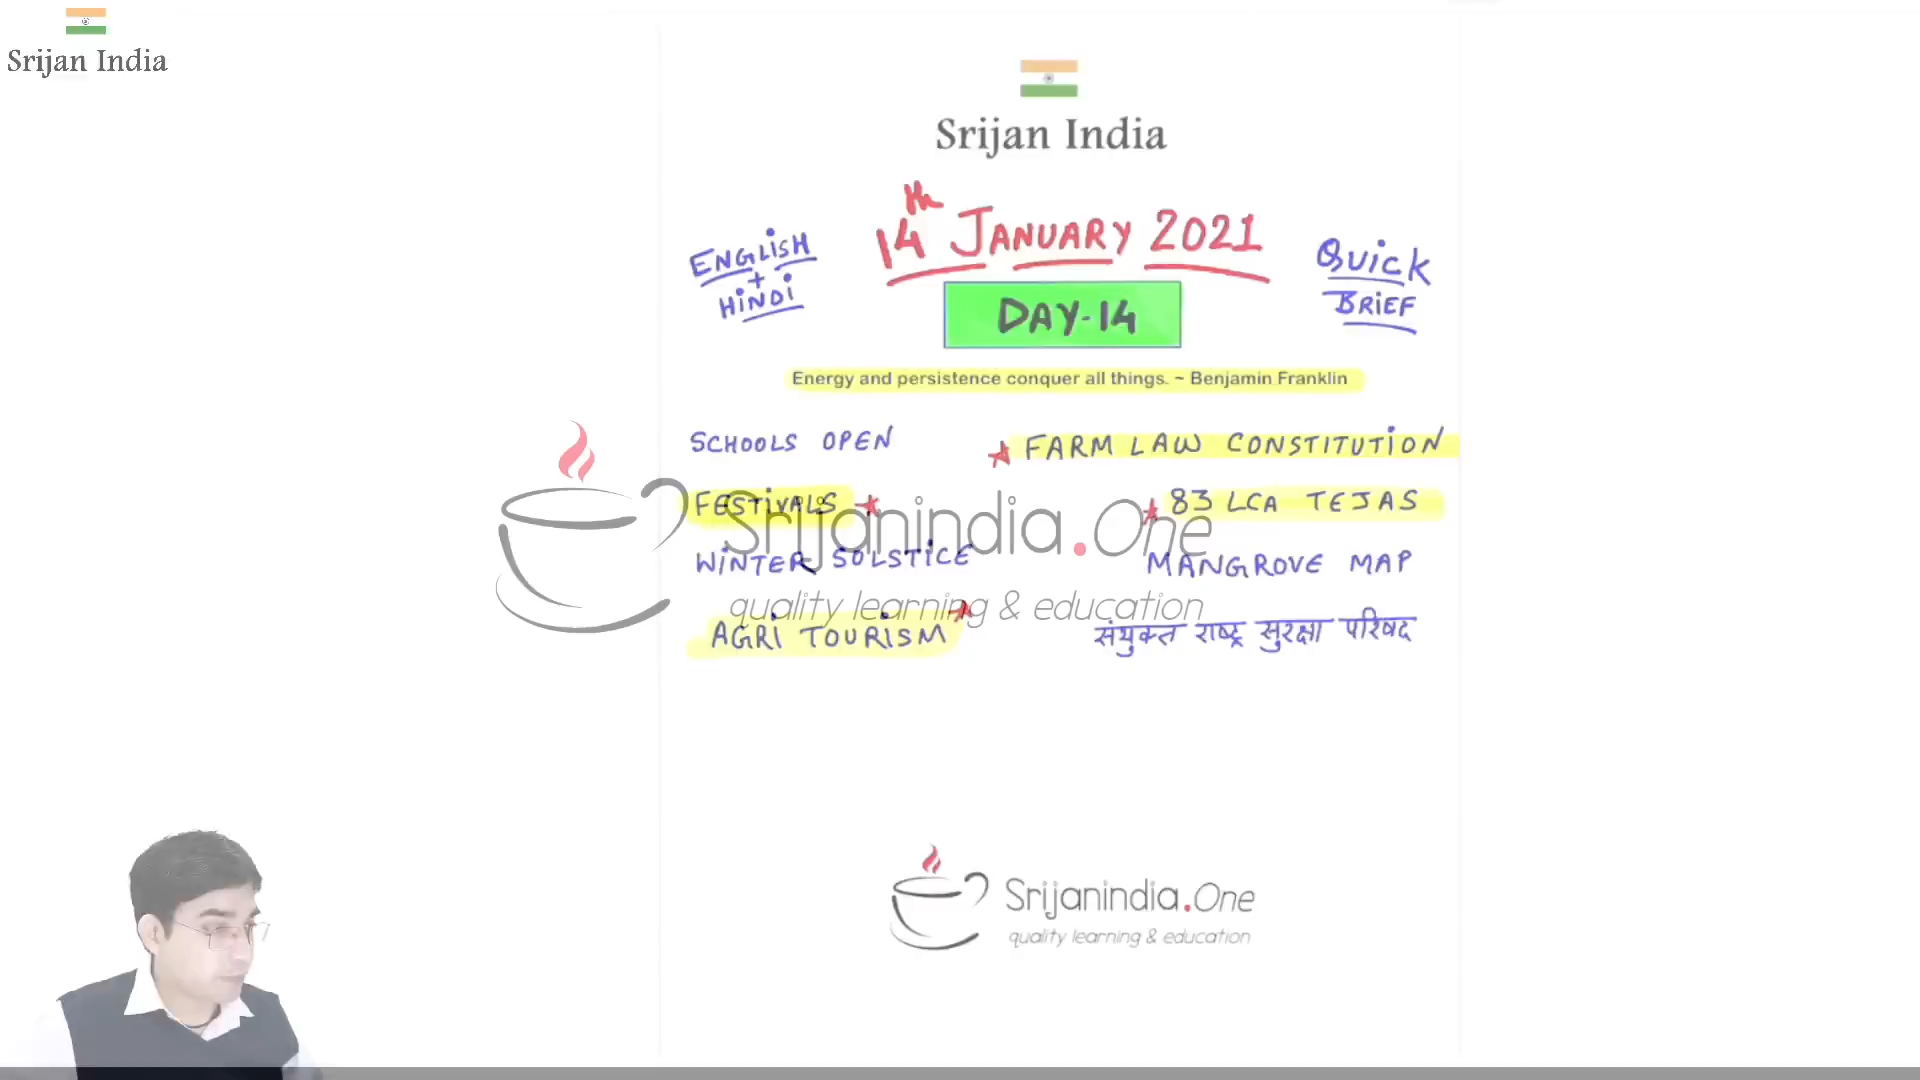 Srijan India
Srijan India
14th JANUARY 2021
ENGLISH
+
HINDI
QUICK
BRIEF
DAY-14
Energy and persistence conquer all things. ~ Benjamin Franklin
SCHOOLS OPEN
FARM LAW CONSTITUTION
FESTIVALS
83 LCA TEJAS
Srijanindia.One
WINTER SOLSTICE
MANGROVE MAP
quality learning & education
AGRI TOURISM
संयुक्त राष्ट्र सुरक्षा परिषद
Srijanindia.One
quality learning & education